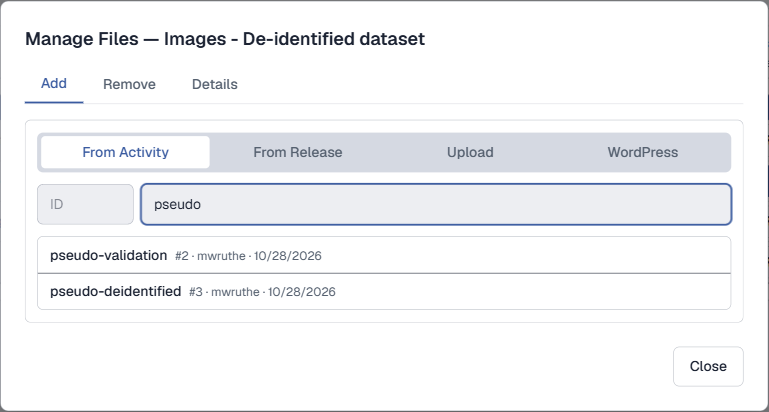 Manage Files — Images - De-identified dataset
Add Remove Details
From Activity From Release Upload WordPress
ID pseudo
pseudo-validation #2 · mwruthe · 10/28/2026
pseudo-deidentified #3 · mwruthe · 10/28/2026
Close